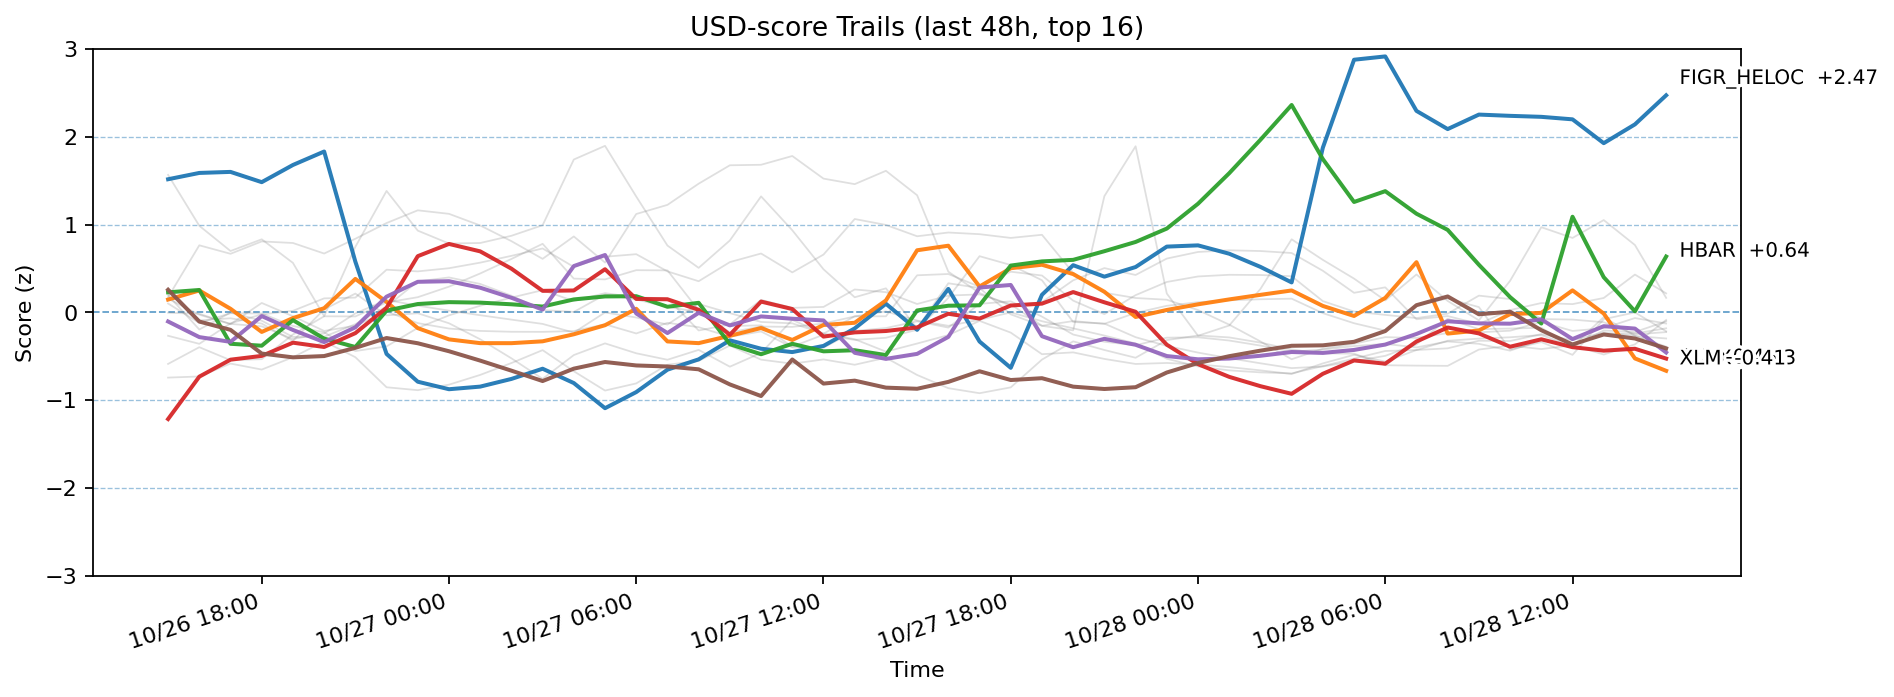 USD-score Trails (last 48h, top 16)
Score (z)
3
2
1
0
−1
−2
−3
FIGR_HELOC +2.47
HBAR +0.64
XLM
10/26 18:00
10/27 00:00
10/27 06:00
10/27 12:00
10/27 18:00
10/28 00:00
10/28 06:00
10/28 12:00
Time